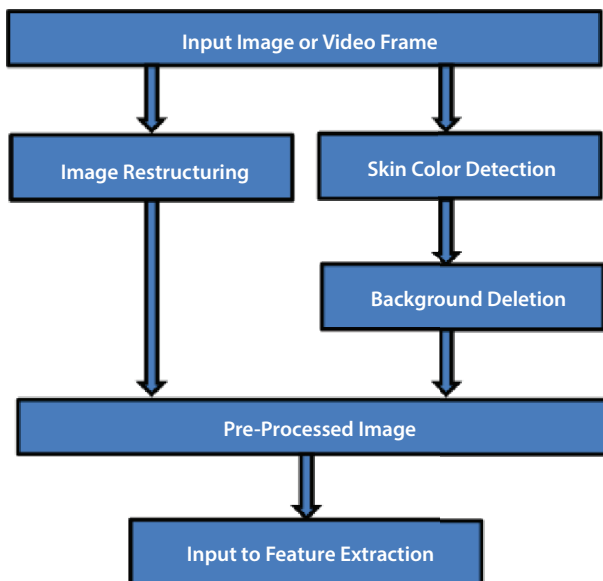 Input Image or Video Frame
Image Restructuring
Skin Color Detection
Background Deletion
Pre-Processed Image
Input to Feature Extraction